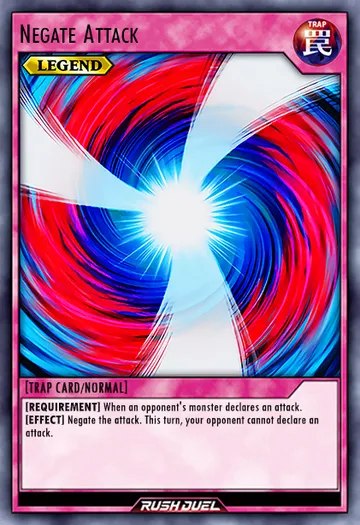 Negate Attack
TRAP
罠
LEGEND
[TRAP CARD/NORMAL]
[REQUIREMENT] When an opponent's monster declares an attack.
[EFFECT] Negate the attack. This turn, your opponent cannot declare an
attack.
RUSH DUEL